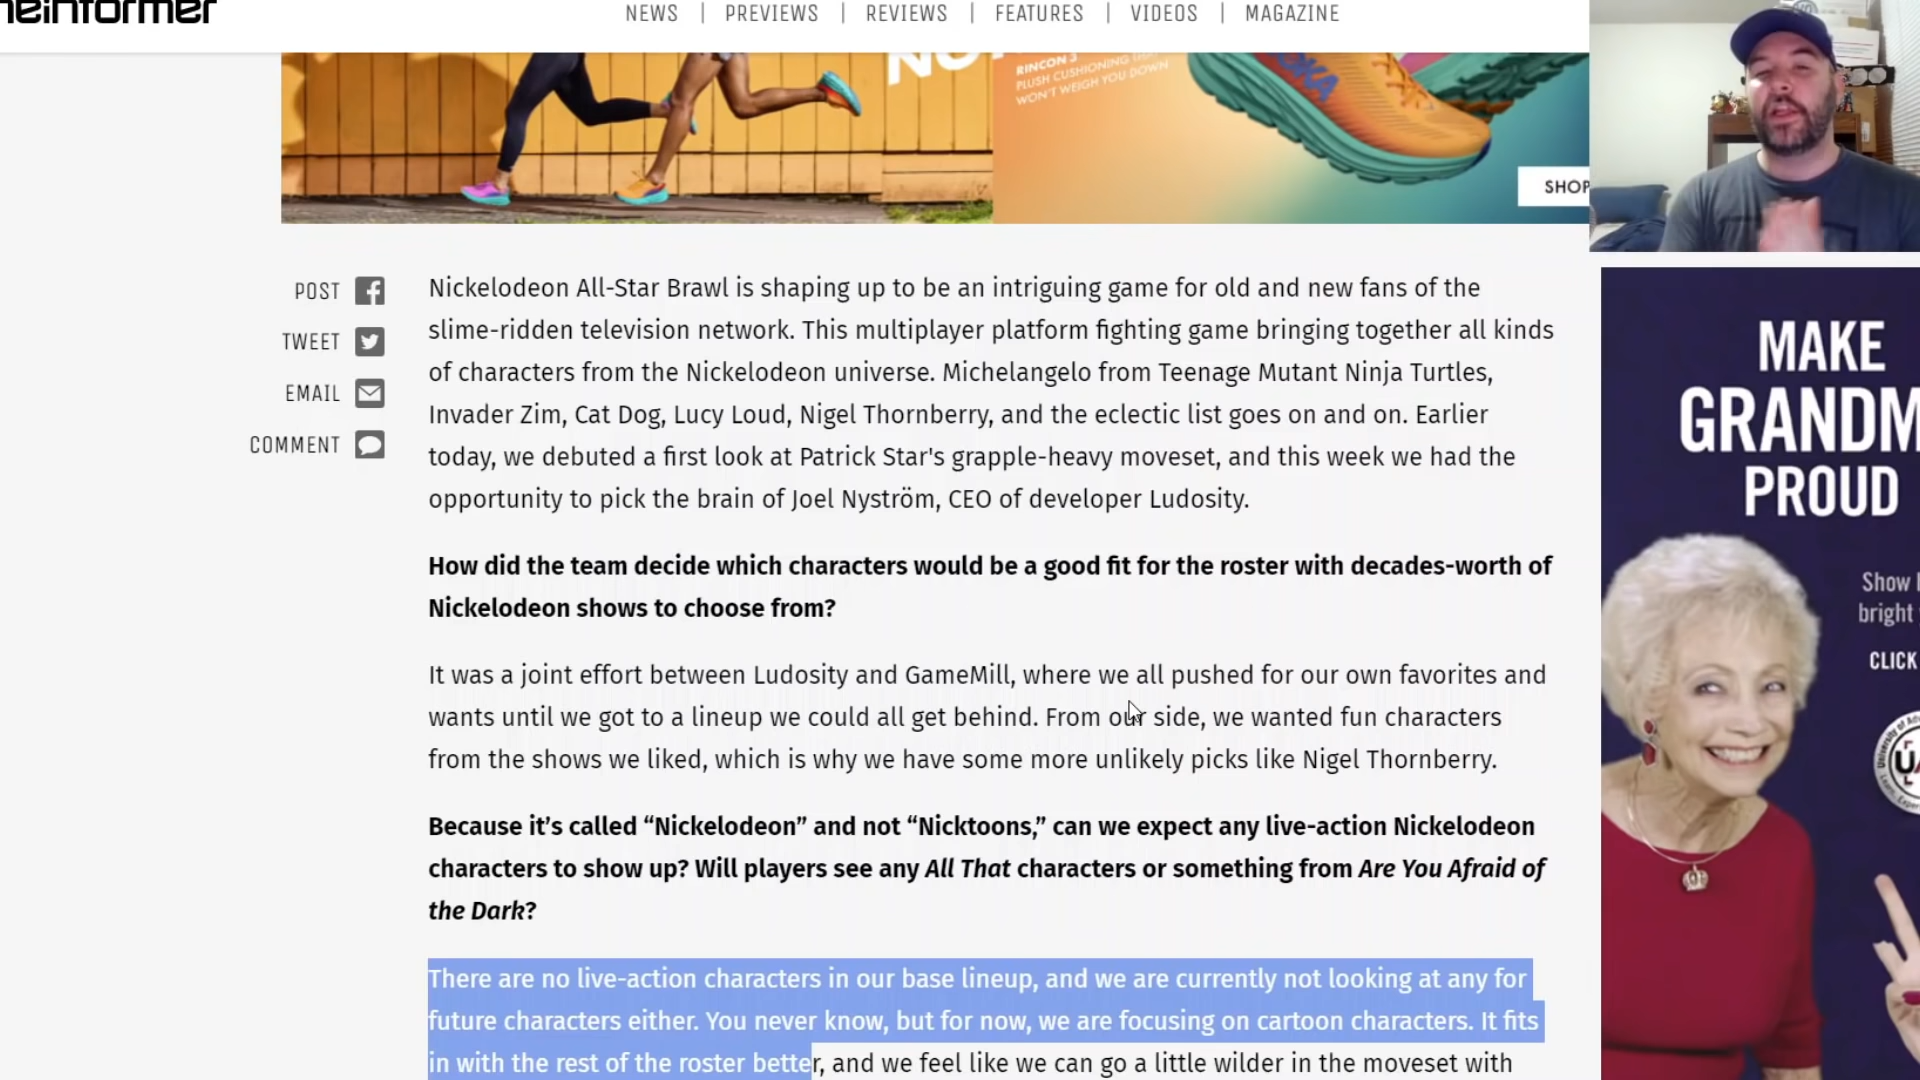 neinformer
NEWS | PREVIEWS | REVIEWS | FEATURES | VIDEOS | MAGAZINE
RINCON 3
PLUSH CUSHIONING
WON'T WEIGH YOU DOWN
HOKA
SHOP
POST
TWEET
EMAIL
COMMENT
Nickelodeon All-Star Brawl is shaping up to be an intriguing game for old and new fans of the
slime-ridden television network. This multiplayer platform fighting game bringing together all kinds
of characters from the Nickelodeon universe. Michelangelo from Teenage Mutant Ninja Turtles,
Invader Zim, Cat Dog, Lucy Loud, Nigel Thornberry, and the eclectic list goes on and on. Earlier
today, we debuted a first look at Patrick Star's grapple-heavy moveset, and this week we had the
opportunity to pick the brain of Joel Nyström, CEO of developer Ludosity.
How did the team decide which characters would be a good fit for the roster with decades-worth of
Nickelodeon shows to choose from?
It was a joint effort between Ludosity and GameMill, where we all pushed for our own favorites and
wants until we got to a lineup we could all get behind. From our side, we wanted fun characters
from the shows we liked, which is why we have some more unlikely picks like Nigel Thornberry.
Because it's called “Nickelodeon” and not “Nicktoons,” can we expect any live-action Nickelodeon
characters to show up? Will players see any All That characters or something from Are You Afraid of
the Dark?
There are no live-action characters in our base lineup, and we are currently not looking at any for
future characters either. You never know, but for now, we are focusing on cartoon characters. It fits
in with the rest of the roster better, and we feel like we can go a little wilder in the moveset with
MAKE
GRANDM
PROUD
Show
bright
CLICK